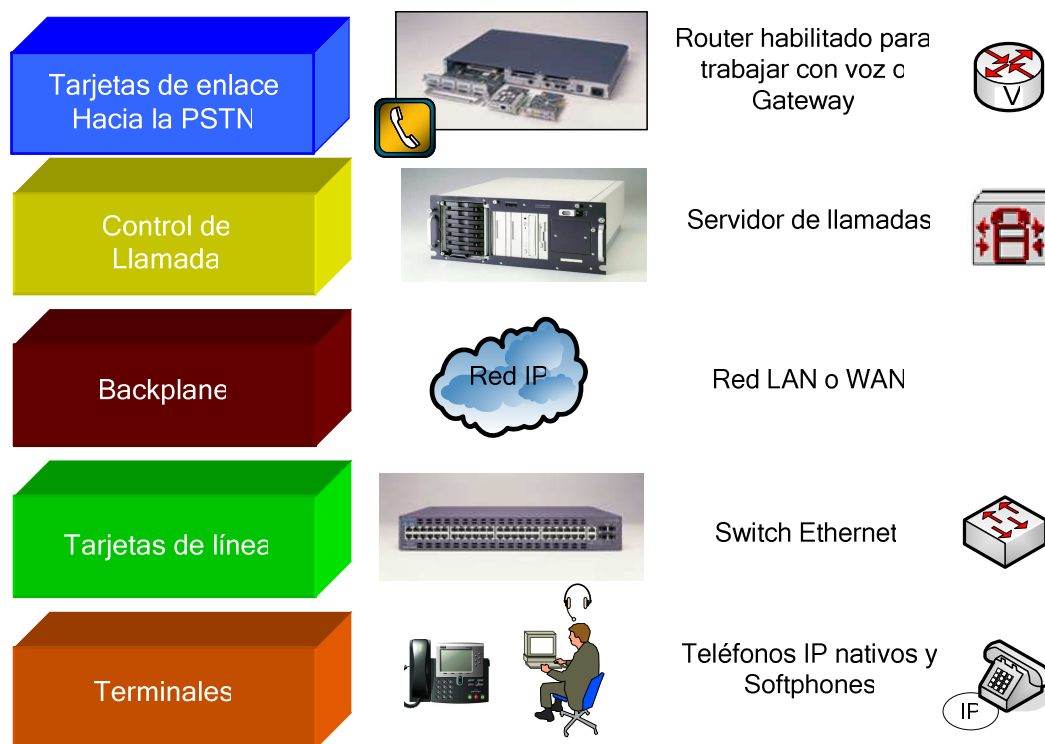 Tarjetas de enlace
Hacia la PSTN
Router habilitado para
trabajar con voz o
Gateway
V
Control de
Llamada
Servidor de llamadas
Backplane
Red IP
Red LAN o WAN
Tarjetas de línea
Switch Ethernet
Terminales
Teléfonos IP nativos y
Softphones
IP